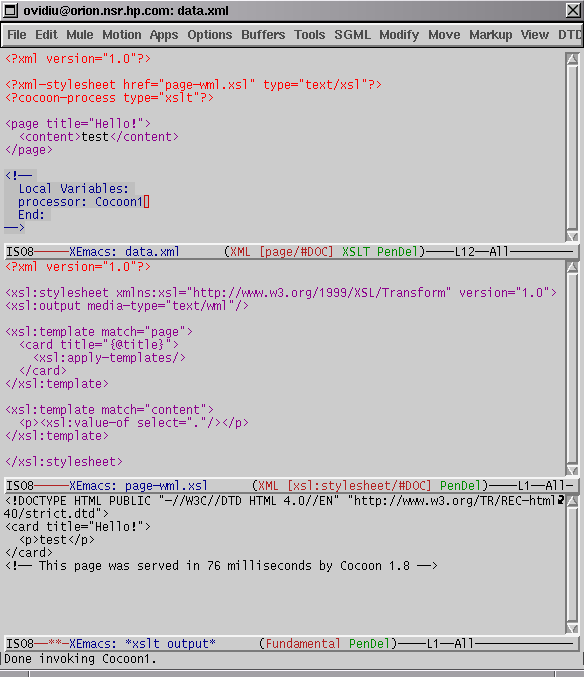 ovidiu@orion.nsr.hp.com: data.xml
File Edit Mule Motion Apps Options Buffers Tools SGML Modify Move Markup View DTD
<?xml version="1.0"?>
<?xml-stylesheet href="page-wml.xsl" type="text/xsl"?>
<?cocoon-process type="xslt"?>
<page title="Hello!">
  <content>test</content>
</page>
<!--
  Local Variables:
  processor: Cocoon1
  End:
-->
ISO8-----XEmacs: data.xml      (XML [page/#DOC] XSLT PenDel)----L12--All
<?xml version="1.0"?>
<xsl:stylesheet xmlns:xsl="http://www.w3.org/1999/XSL/Transform" version="1.0">
<xsl:output media-type="text/wml"/>
<xsl:template match="page">
  <card title="{@title}">
    <xsl:apply-templates/>
  </card>
</xsl:template>
<xsl:template match="content">
  <p><xsl:value-of select="."/></p>
</xsl:template>
</xsl:stylesheet>
ISO8-----XEmacs: page-wml.xsl      (XML [xsl:stylesheet/#DOC] PenDel)----L1--All-
<!DOCTYPE HTML PUBLIC "-//W3C//DTD HTML 4.0//EN" "http://www.w3.org/TR/REC-html
40/strict.dtd">
<card title="Hello!">
  <p>test</p>
</card>
<!-- This page was served in 76 milliseconds by Cocoon 1.8 -->
ISO8--**-XEmacs: *xslt output*      (Fundamental PenDel)----L1--All
Done invoking Cocoon1.